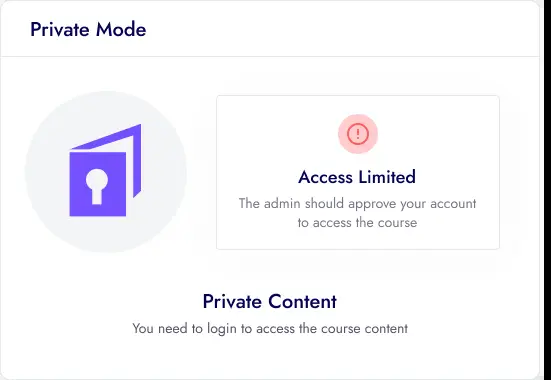 Private Mode
Access Limited
The admin should approve your account
to access the course
Private Content
You need to login to access the course content